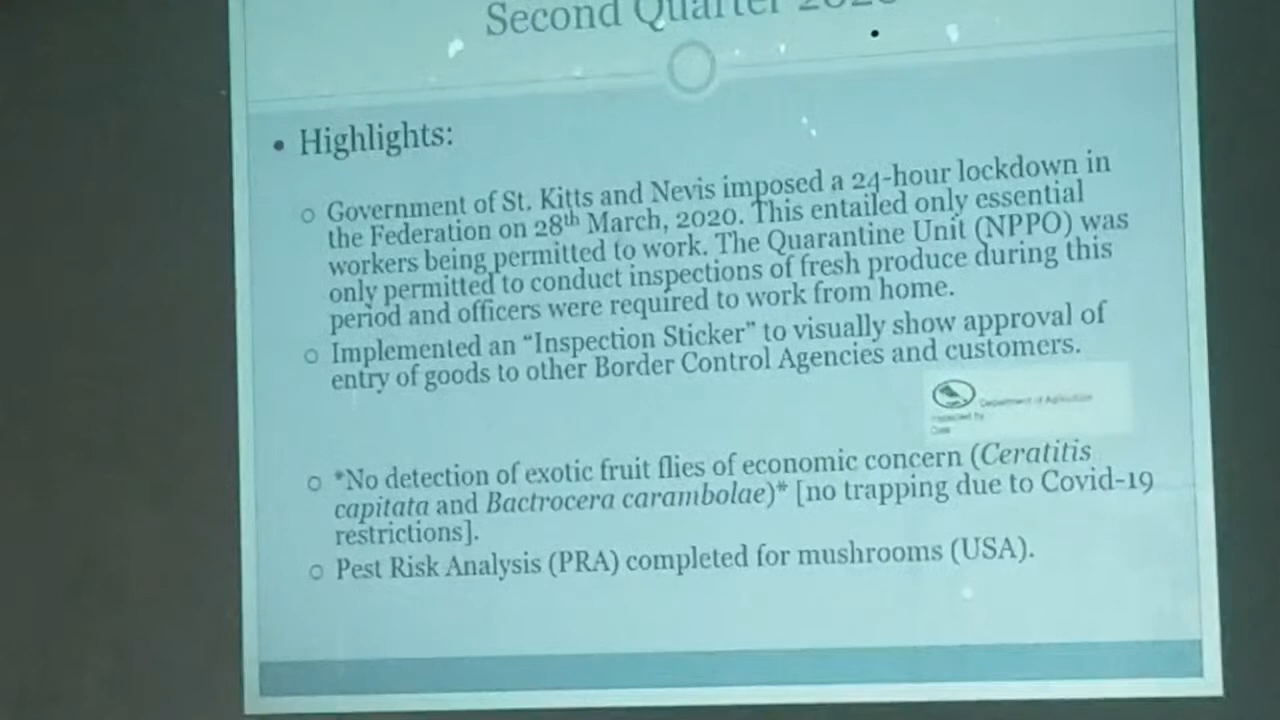 Second Quarter 2020
• Highlights:
Government of St. Kitts and Nevis imposed a 24-hour lockdown in
the Federation on 28th March, 2020. This entailed only essential
workers being permitted to work. The Quarantine Unit (NPPO) was
only permitted to conduct inspections of fresh produce during this
period and officers were required to work from home.
Implemented an “Inspection Sticker” to visually show approval of
entry of goods to other Border Control Agencies and customers.
Department of Agriculture
Inspected by
Date
*No detection of exotic fruit flies of economic concern (Ceratitis
capitata and Bactrocera carambolae)* [no trapping due to Covid-19
restrictions].
Pest Risk Analysis (PRA) completed for mushrooms (USA).